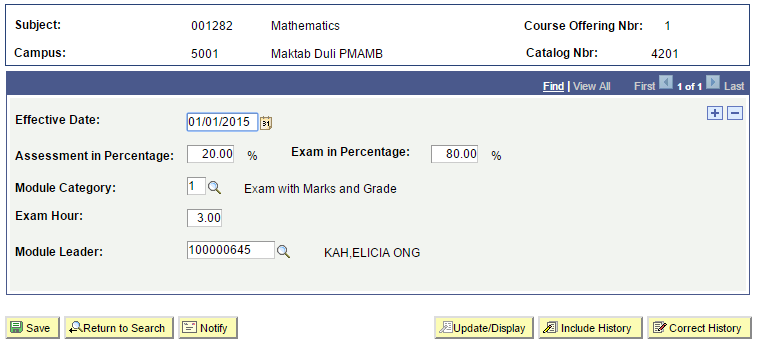 Subject: 001282 Mathematics Course Offering Nbr: 1
Campus: 5001 Maktab Duli PMAMB Catalog Nbr: 4201
Find | View All First 1 of 1 Last
Effective Date: 01/01/2015 31
Assessment in Percentage: 20.00 % Exam in Percentage: 80.00 %
Module Category: 1 Exam with Marks and Grade
Exam Hour: 3.00
Module Leader: 100000645 KAH,ELICIA ONG
Save Return to Search Notify Update/Display Include History Correct History